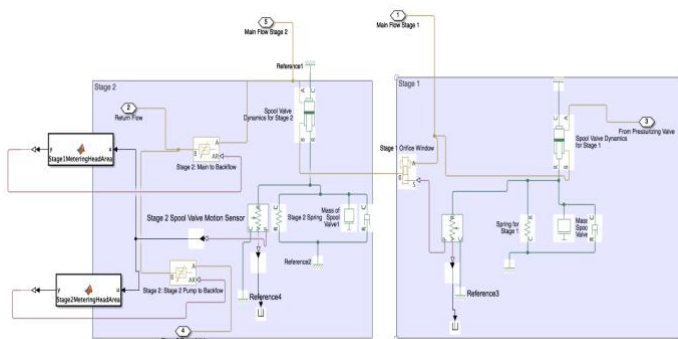 5
Main Flow Stage 2
1
Main Flow Stage 1
Reference1
Stage 2
Stage 1
2
Return Flow
Spool Valve
Dynamics for Stage 2
3
From Pressurizing Valve
Spool Valve Dynamics
for Stage 1
Stage 1 Orifice Window
y
u
Stage1MeteringHeadArea
Stage 2: Main to Backflow
Stage 2 Spool Valve Motion Sensor
Stage 2 Spring
Mass of
Spool
Valve1
Spring for
Stage 1
Mass
Spool
Valve
Reference2
Reference4
Reference3
y
u
Stage2MeteringHeadArea
Stage 2: Stage 2 Pump to Backflow
4